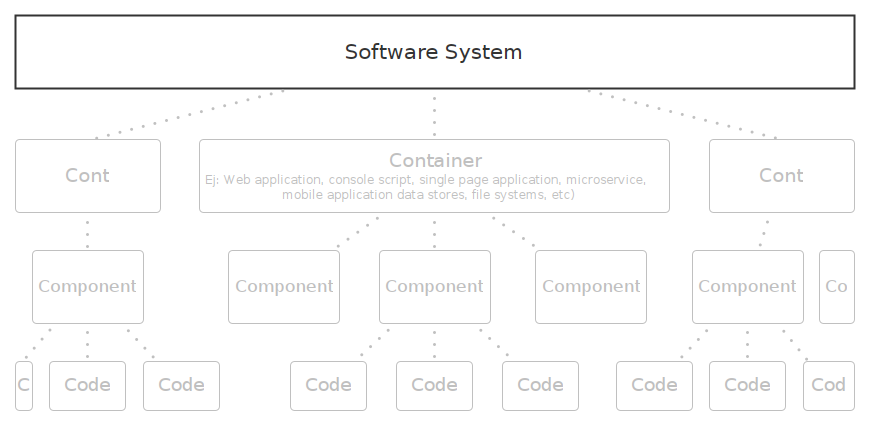 Software System
Cont
Container
Ej: Web application, console script, single page application, microservice,
mobile application data stores, file systems, etc)
Cont
Component
Component
Component
Component
Component
Co
C
Code
Code
Code
Code
Code
Code
Code
Cod